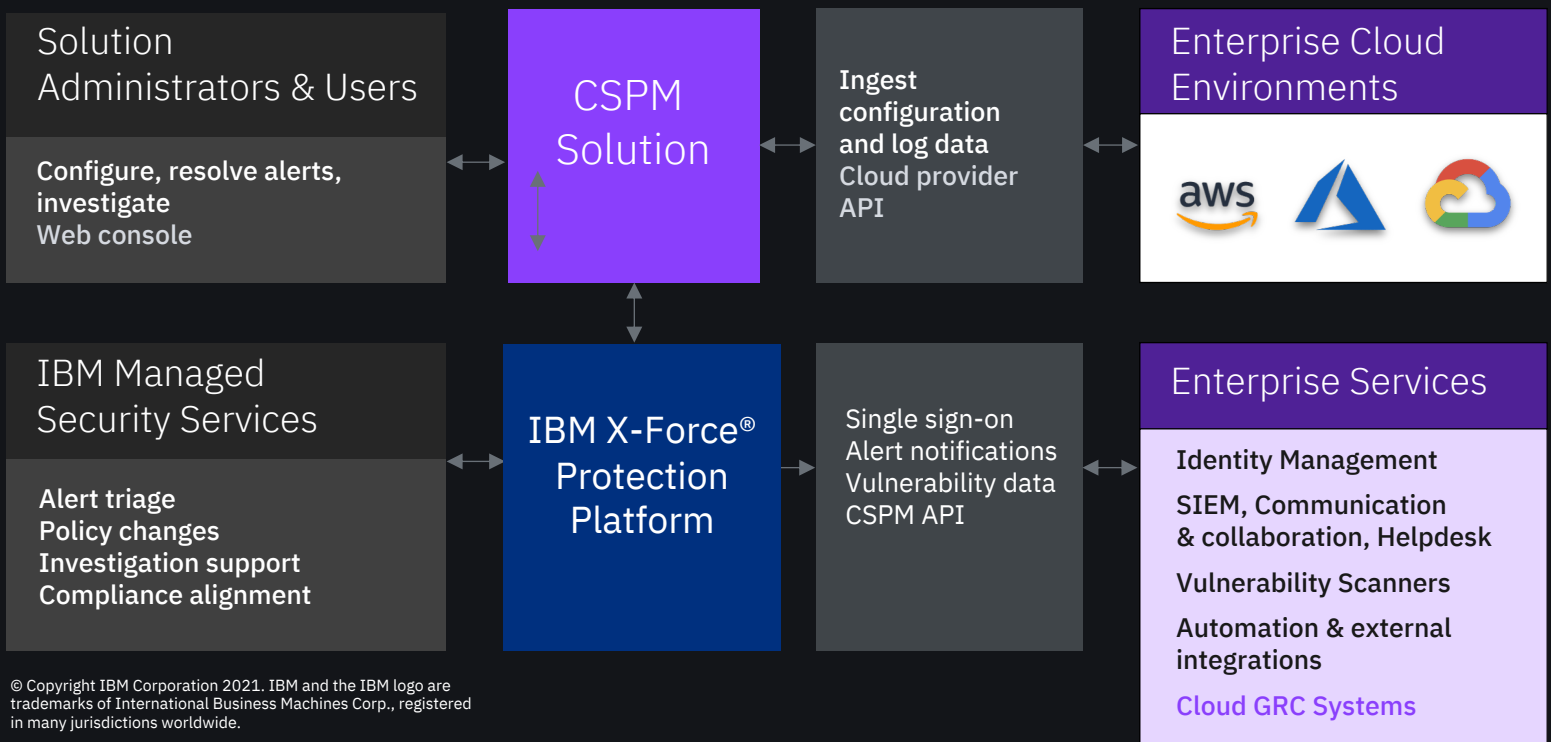 Solution
Administrators & Users
Configure, resolve alerts,
investigate
Web console
CSPM
Solution
Ingest
configuration
and log data
Cloud provider
API
Enterprise Cloud
Environments
aws
IBM Managed
Security Services
Alert triage
Policy changes
Investigation support
Compliance alignment
IBM X-Force®
Protection
Platform
Single sign-on
Alert notifications
Vulnerability data
CSPM API
Enterprise Services
Identity Management
SIEM, Communication
& collaboration, Helpdesk
Vulnerability Scanners
Automation & external
integrations
Cloud GRC Systems
© Copyright IBM Corporation 2021. IBM and the IBM logo are
trademarks of International Business Machines Corp., registered
in many jurisdictions worldwide.